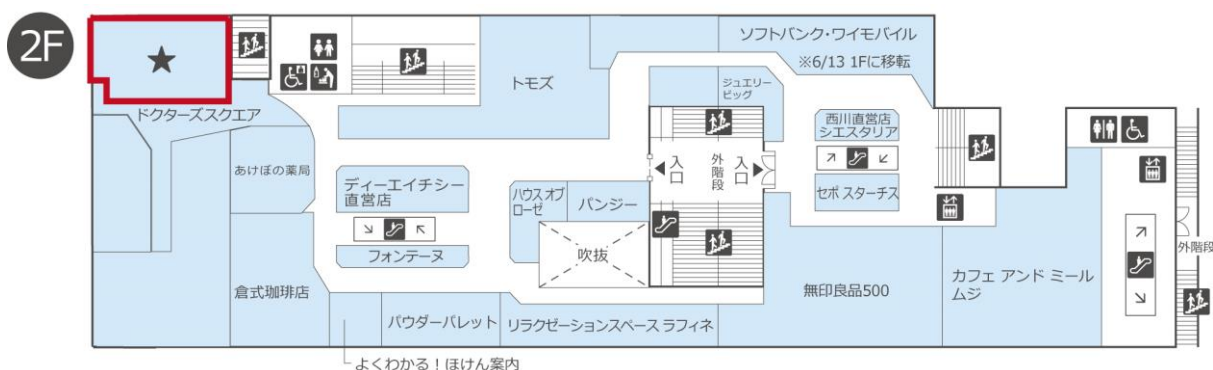 2F
ソフトバンク・ワイモバイル
※6/13 1Fに移転
トモズ
ジュエリー
ビッグ
ドクターズスクエア
西川直営店
シエスタリア
あけぼの薬局
入口
外階段
入口
ディーエイチシー
直営店
ハウス オブ
ローゼ
パンジー
セポ スターチス
外階段
フォンテーヌ
吹抜
カフェ アンド ミール
ムジ
倉式珈琲店
無印良品500
パウダーパレット
リラクゼーションスペース ラフィネ
よくわかる！ほけん案内